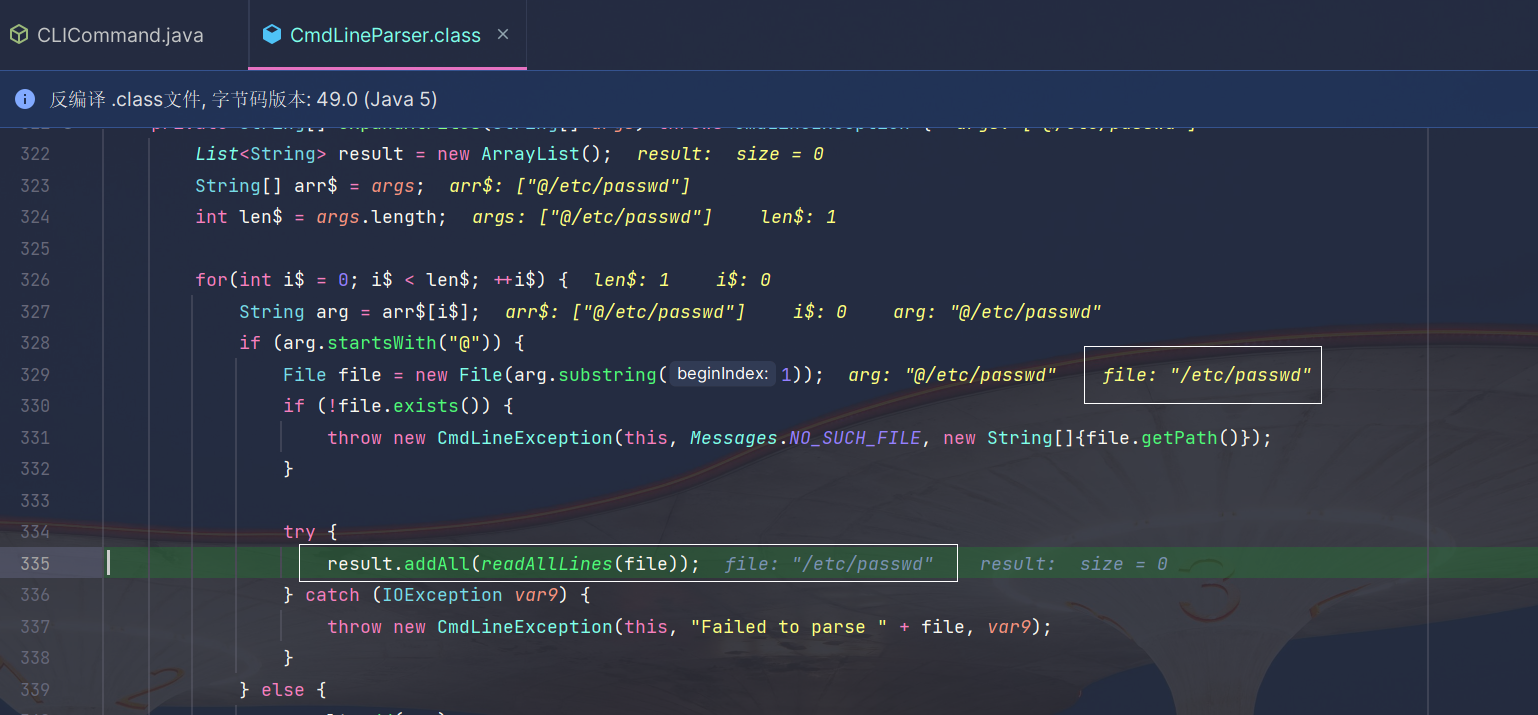 CLICommand.java CmdLineParser.class ×
反编译 .class文件, 字节码版本: 49.0 (Java 5)
322 List<String> result = new ArrayList(); result: size = 0
323 String[] arr$ = args; arr$: ["@/etc/passwd"]
324 int len$ = args.length; args: ["@/etc/passwd"] len$: 1
325
326 for(int i$ = 0; i$ < len$; ++i$) { len$: 1 i$: 0
327 String arg = arr$[i$]; arr$: ["@/etc/passwd"] i$: 0 arg: "@/etc/passwd"
328 if (arg.startsWith("@")) {
329 File file = new File(arg.substring( beginIndex: 1)); arg: "@/etc/passwd" file: "/etc/passwd"
330 if (!file.exists()) {
331 throw new CmdLineException(this, Messages.NO_SUCH_FILE, new String[]{file.getPath()});
332 }
333
334 try {
335 result.addAll(readAllLines(file)); file: "/etc/passwd" result: size = 0
336 } catch (IOException var9) {
337 throw new CmdLineException(this, "Failed to parse " + file, var9);
338 }
339 } else {